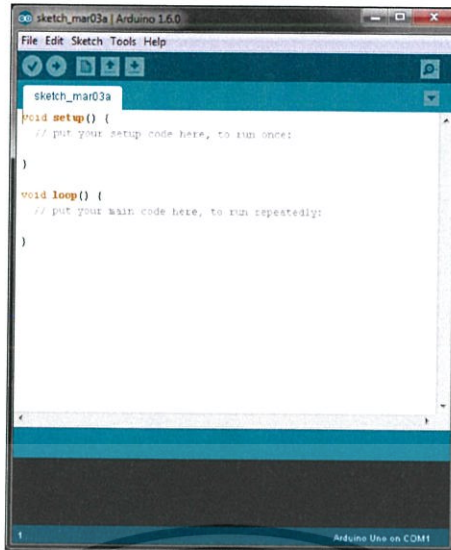 sketch_mar03a | Arduino 1.6.0
File Edit Sketch Tools Help
sketch_mar03a
void setup() {
// put your setup code here, to run once:
}
void loop() {
// put your main code here, to run repeatedly:
}
1 Arduino Uno on COM1